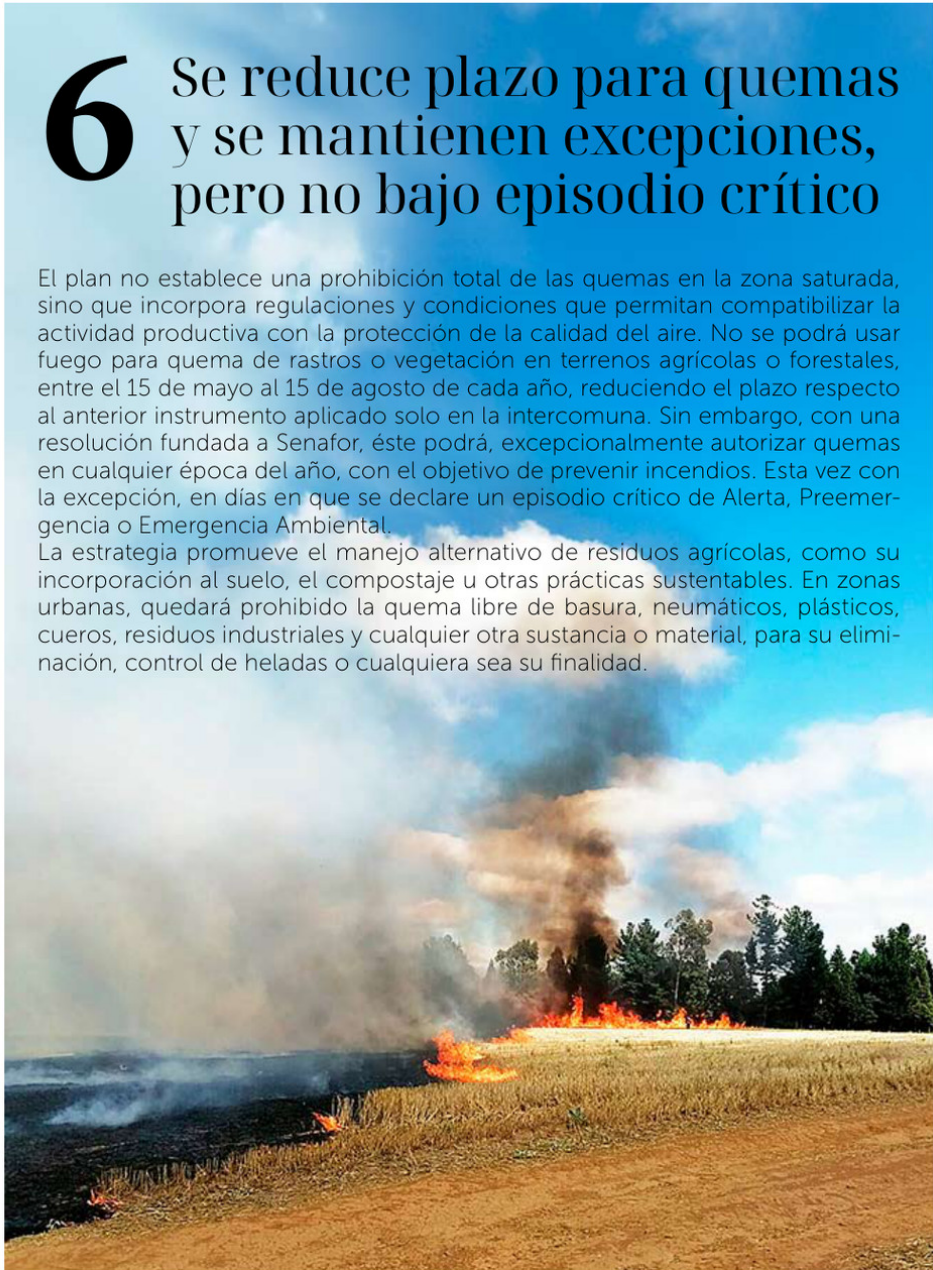 6
Se reduce plazo para quemas
y se mantienen excepciones,
pero no bajo episodio crítico
El plan no establece una prohibición total de las quemas en la zona saturada,
sino que incorpora regulaciones y condiciones que permitan compatibilizar la
actividad productiva con la protección de la calidad del aire. No se podrá usar
fuego para quema de rastros o vegetación en terrenos agrícolas o forestales,
entre el 15 de mayo al 15 de agosto de cada año, reduciendo el plazo respecto
al anterior instrumento aplicado solo en la intercomuna. Sin embargo, con una
resolución fundada a Senafor, éste podrá, excepcionalmente autorizar quemas
en cualquier época del año, con el objetivo de prevenir incendios. Esta vez con
la excepción, en días en que se declare un episodio crítico de Alerta, Preemer-
gencia o Emergencia Ambiental.
La estrategia promueve el manejo alternativo de residuos agrícolas, como su
incorporación al suelo, el compostaje u otras prácticas sustentables. En zonas
urbanas, quedará prohibido la quema libre de basura, neumáticos, plásticos,
cueros, residuos industriales y cualquier otra sustancia o material, para su elimi-
nación, control de heladas o cualquiera sea su finalidad.